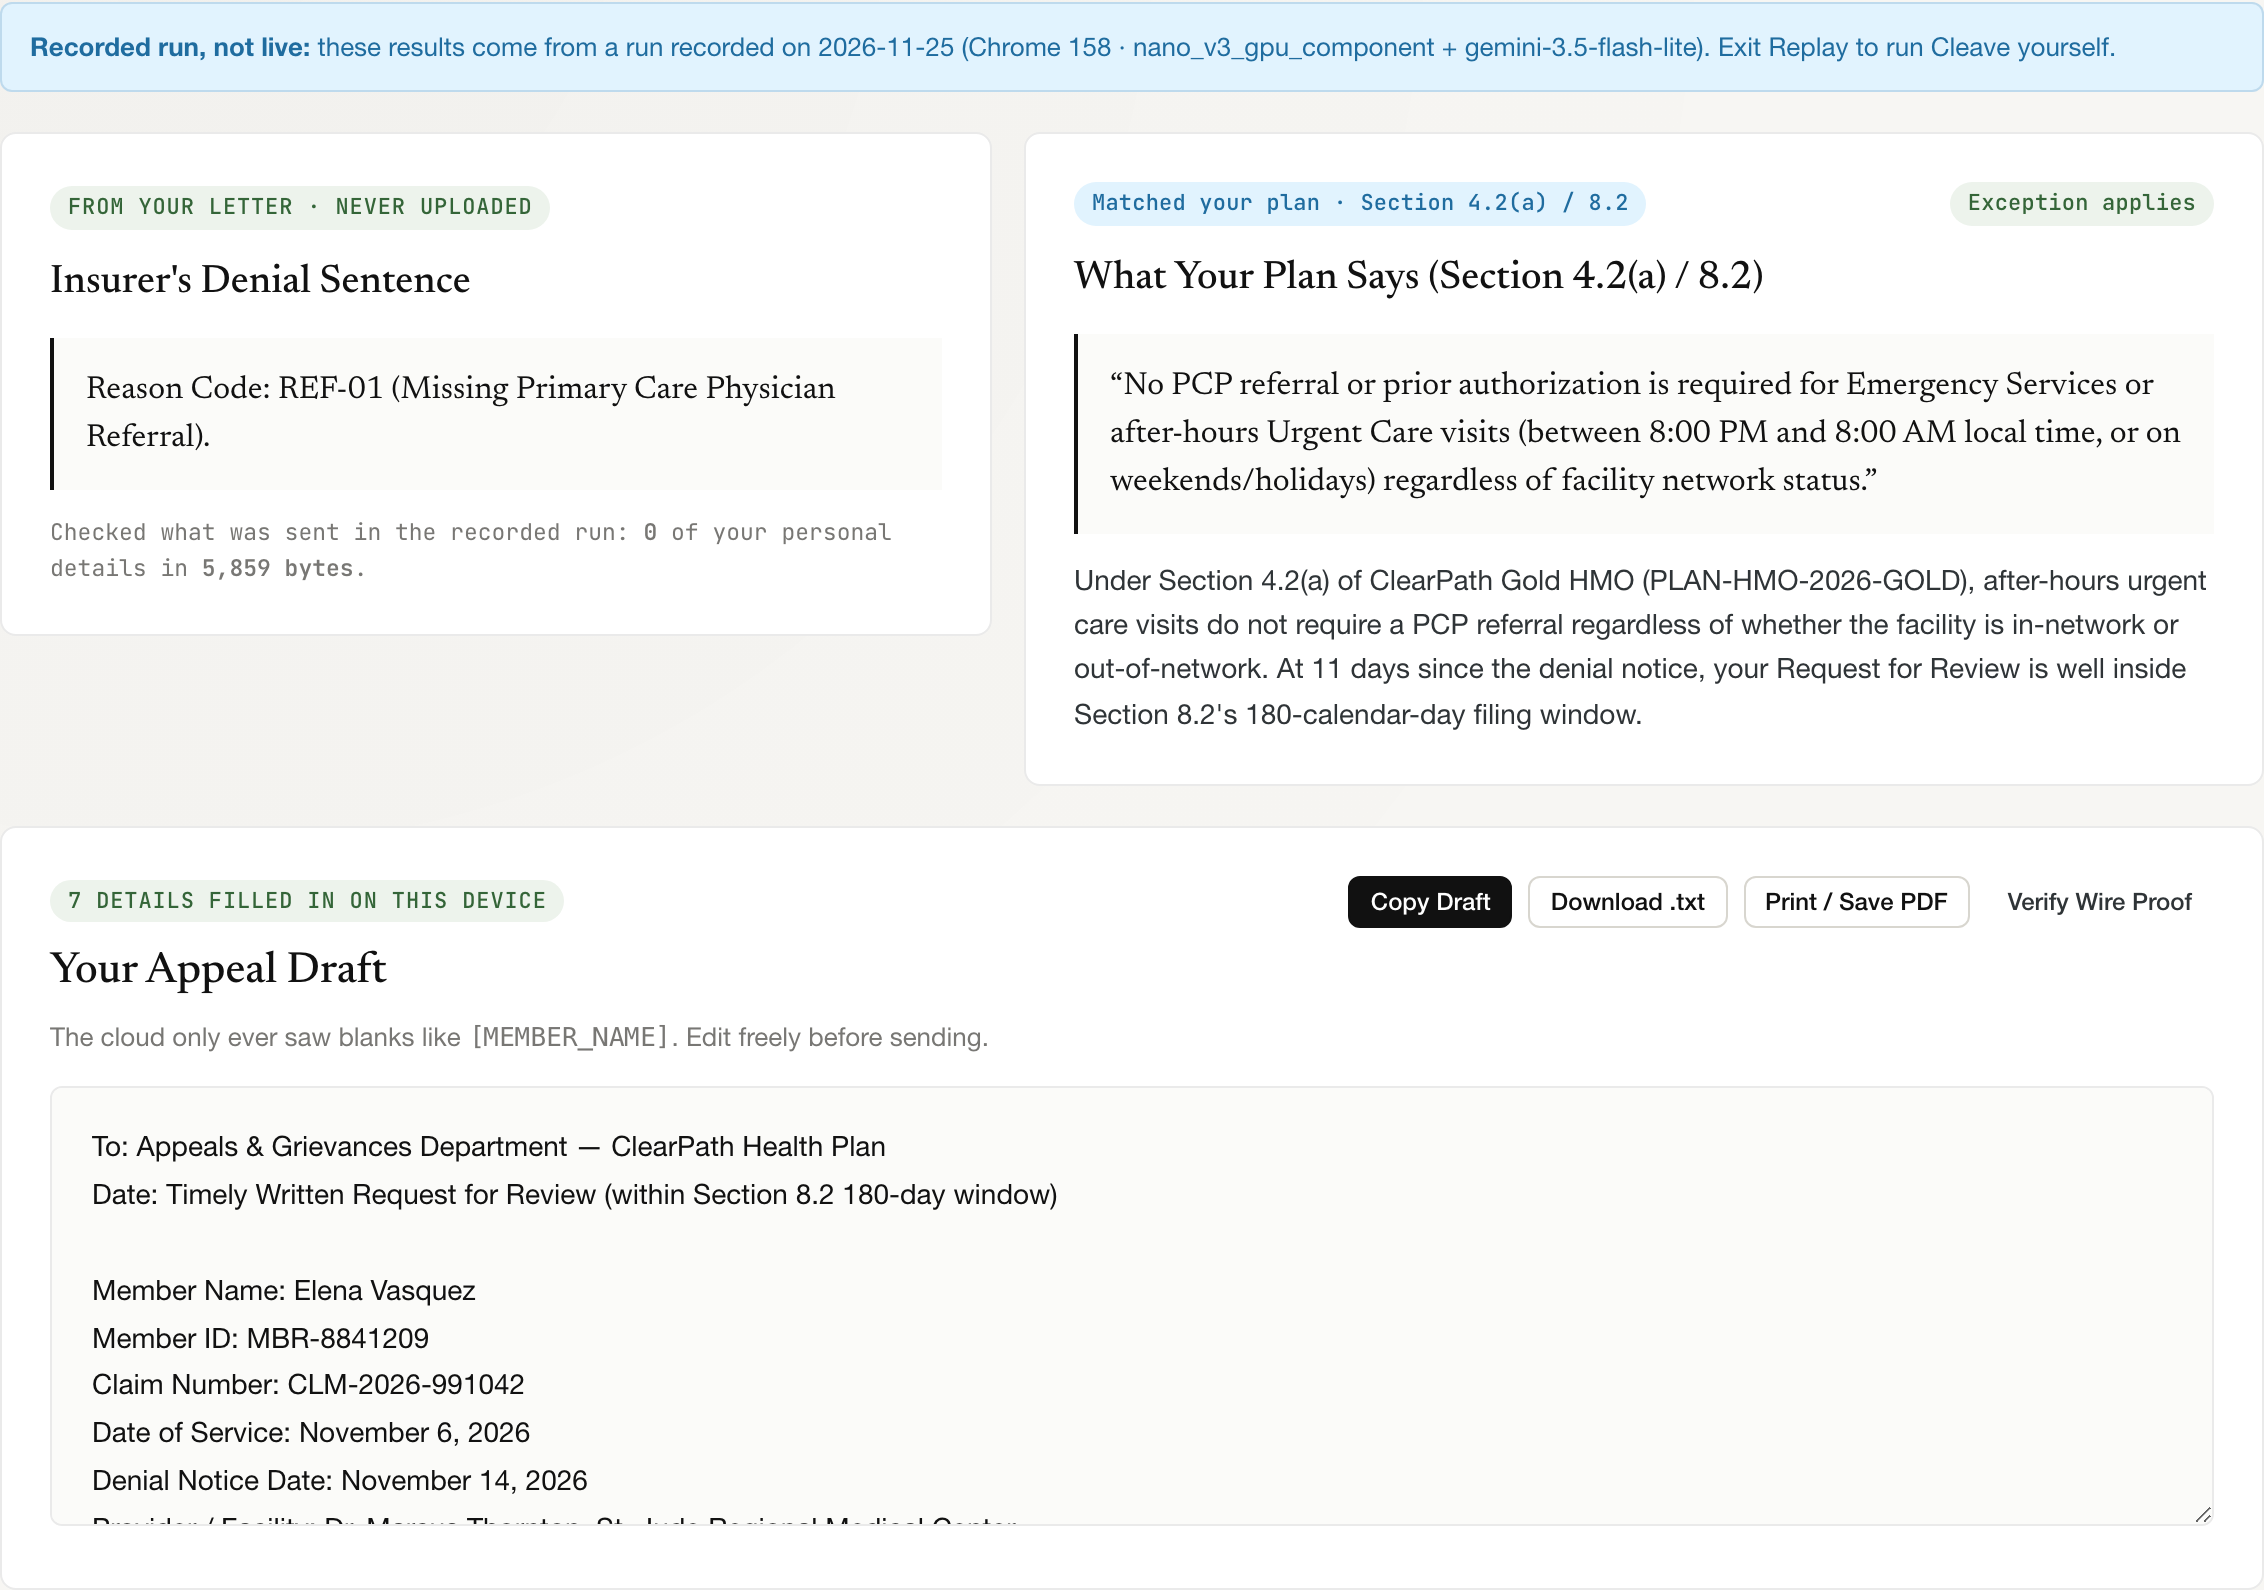 Recorded run, not live: these results come from a run recorded on 2026-11-25 (Chrome 158 · nano_v3_gpu_component + gemini-3.5-flash-lite). Exit Replay to run Cleave yourself.
FROM YOUR LETTER · NEVER UPLOADED
Insurer's Denial Sentence
Reason Code: REF-01 (Missing Primary Care Physician
Referral).
Checked what was sent in the recorded run: 0 of your personal
details in 5,859 bytes.
Matched your plan · Section 4.2(a) / 8.2
Exception applies
What Your Plan Says (Section 4.2(a) / 8.2)
“No PCP referral or prior authorization is required for Emergency Services or
after-hours Urgent Care visits (between 8:00 PM and 8:00 AM local time, or on
weekends/holidays) regardless of facility network status.”
Under Section 4.2(a) of ClearPath Gold HMO (PLAN-HMO-2026-GOLD), after-hours urgent
care visits do not require a PCP referral regardless of whether the facility is in-network or
out-of-network. At 11 days since the denial notice, your Request for Review is well inside
Section 8.2's 180-calendar-day filing window.
7 DETAILS FILLED IN ON THIS DEVICE
Copy Draft
Download .txt
Print / Save PDF
Verify Wire Proof
Your Appeal Draft
The cloud only ever saw blanks like [MEMBER_NAME]. Edit freely before sending.
To: Appeals & Grievances Department — ClearPath Health Plan
Date: Timely Written Request for Review (within Section 8.2 180-day window)
Member Name: Elena Vasquez
Member ID: MBR-8841209
Claim Number: CLM-2026-991042
Date of Service: November 6, 2026
Denial Notice Date: November 14, 2026
Provider / Facility: Dr. Marcus Thornton, St. Jude Regional Medical Center